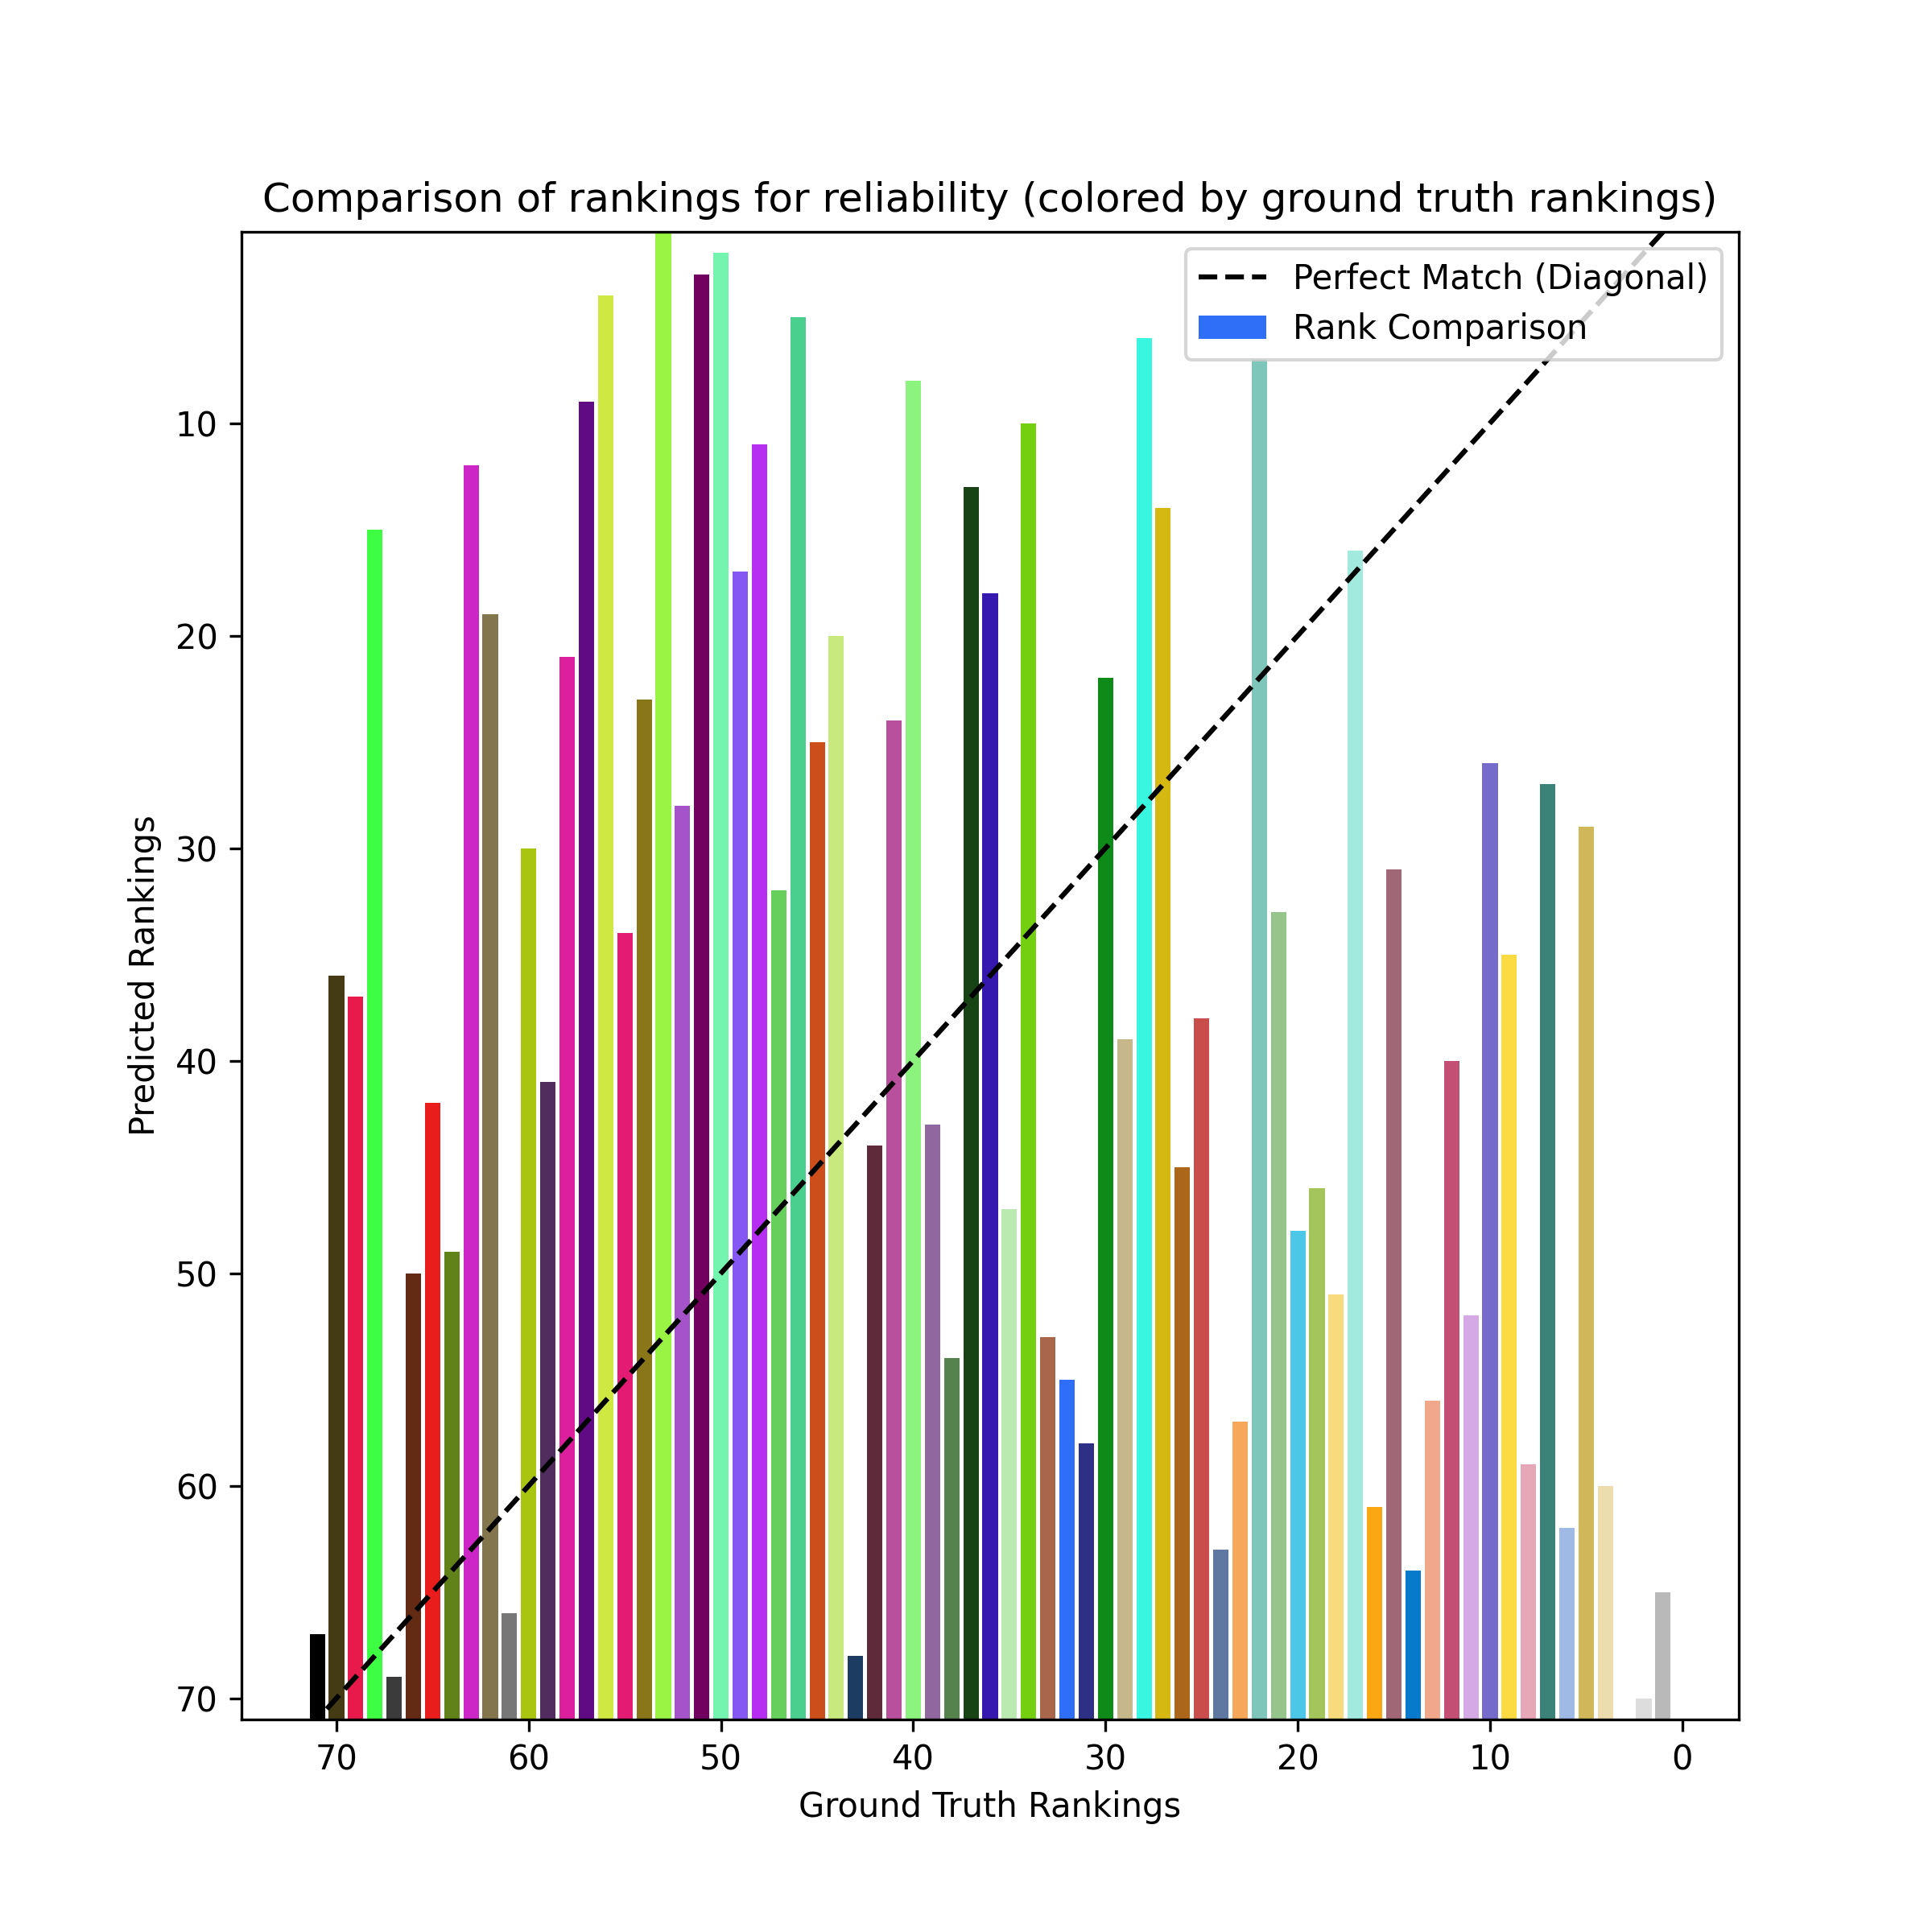 Comparison of rankings for reliability (colored by ground truth rankings)
Perfect Match (Diagonal)
Rank Comparison
10
20
30
40
50
60
70
Predicted Rankings
70 60 50 40 30 20 10 0
Ground Truth Rankings